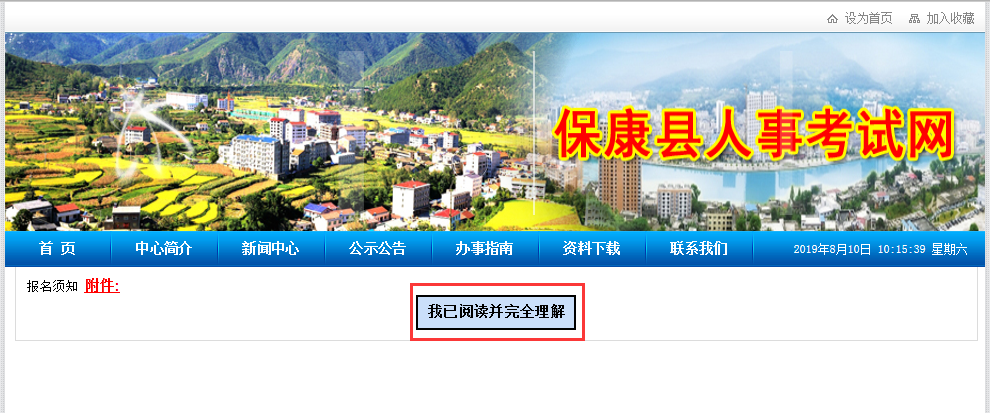 设为首页 加入收藏
保康县人事考试网
首 页 中心简介 新闻中心 公示公告 办事指南 资料下载 联系我们 2019年8月10日 10:15:39 星期六
报名须知 附件:
我已阅读并完全理解